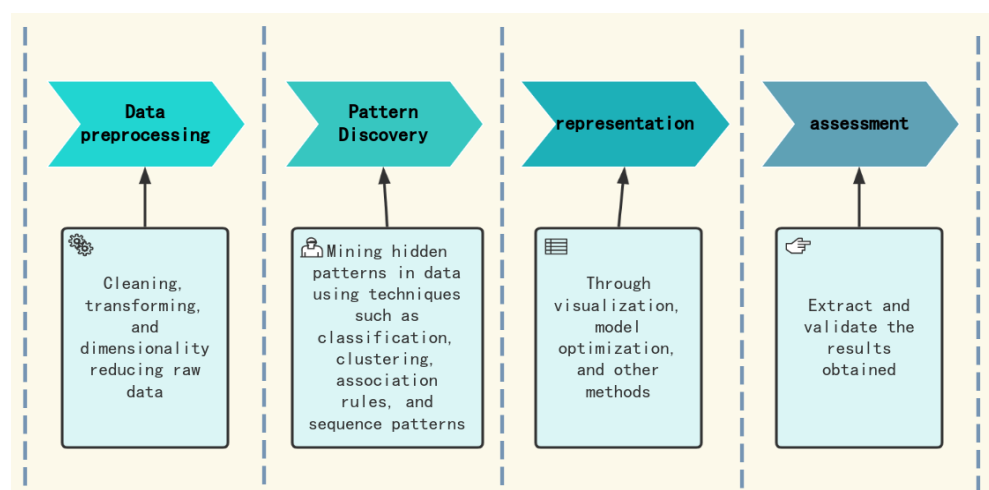 Data
preprocessing
Pattern
Discovery
representation
assessment
Cleaning,
transforming,
and
dimensionality
reducing raw
data
Mining hidden
patterns in data
using techniques
such as
classification,
clustering,
association
rules, and
sequence patterns
Through
visualization,
model
optimization,
and other
methods
Extract and
validate the
results
obtained